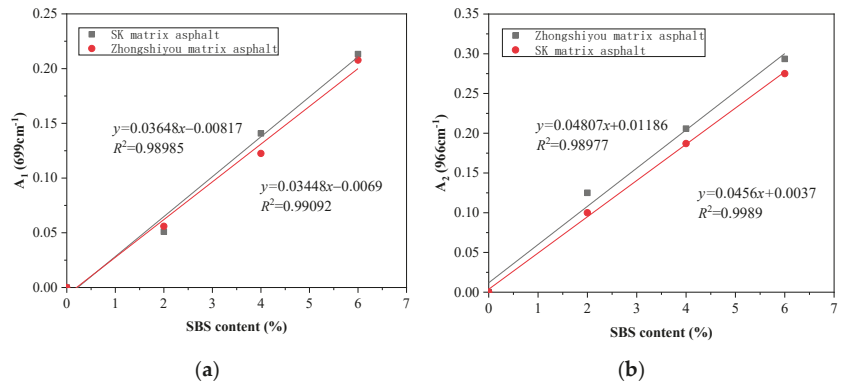 SK matrix asphalt
Zhongshiyou matrix asphalt
y=0.03648x−0.00817
R²=0.98985
y=0.03448x−0.0069
R²=0.99092
A₁ (699cm⁻¹)
0.25
0.20
0.15
0.10
0.05
0.00
0 1 2 3 4 5 6 7
SBS content (%)
(a)
Zhongshiyou matrix asphalt
SK matrix asphalt
y=0.04807x+0.01186
R²=0.98977
y=0.0456x+0.0037
R²=0.9989
A₂ (966cm⁻¹)
0.35
0.30
0.25
0.20
0.15
0.10
0.05
0.00
0 1 2 3 4 5 6 7
SBS content (%)
(b)